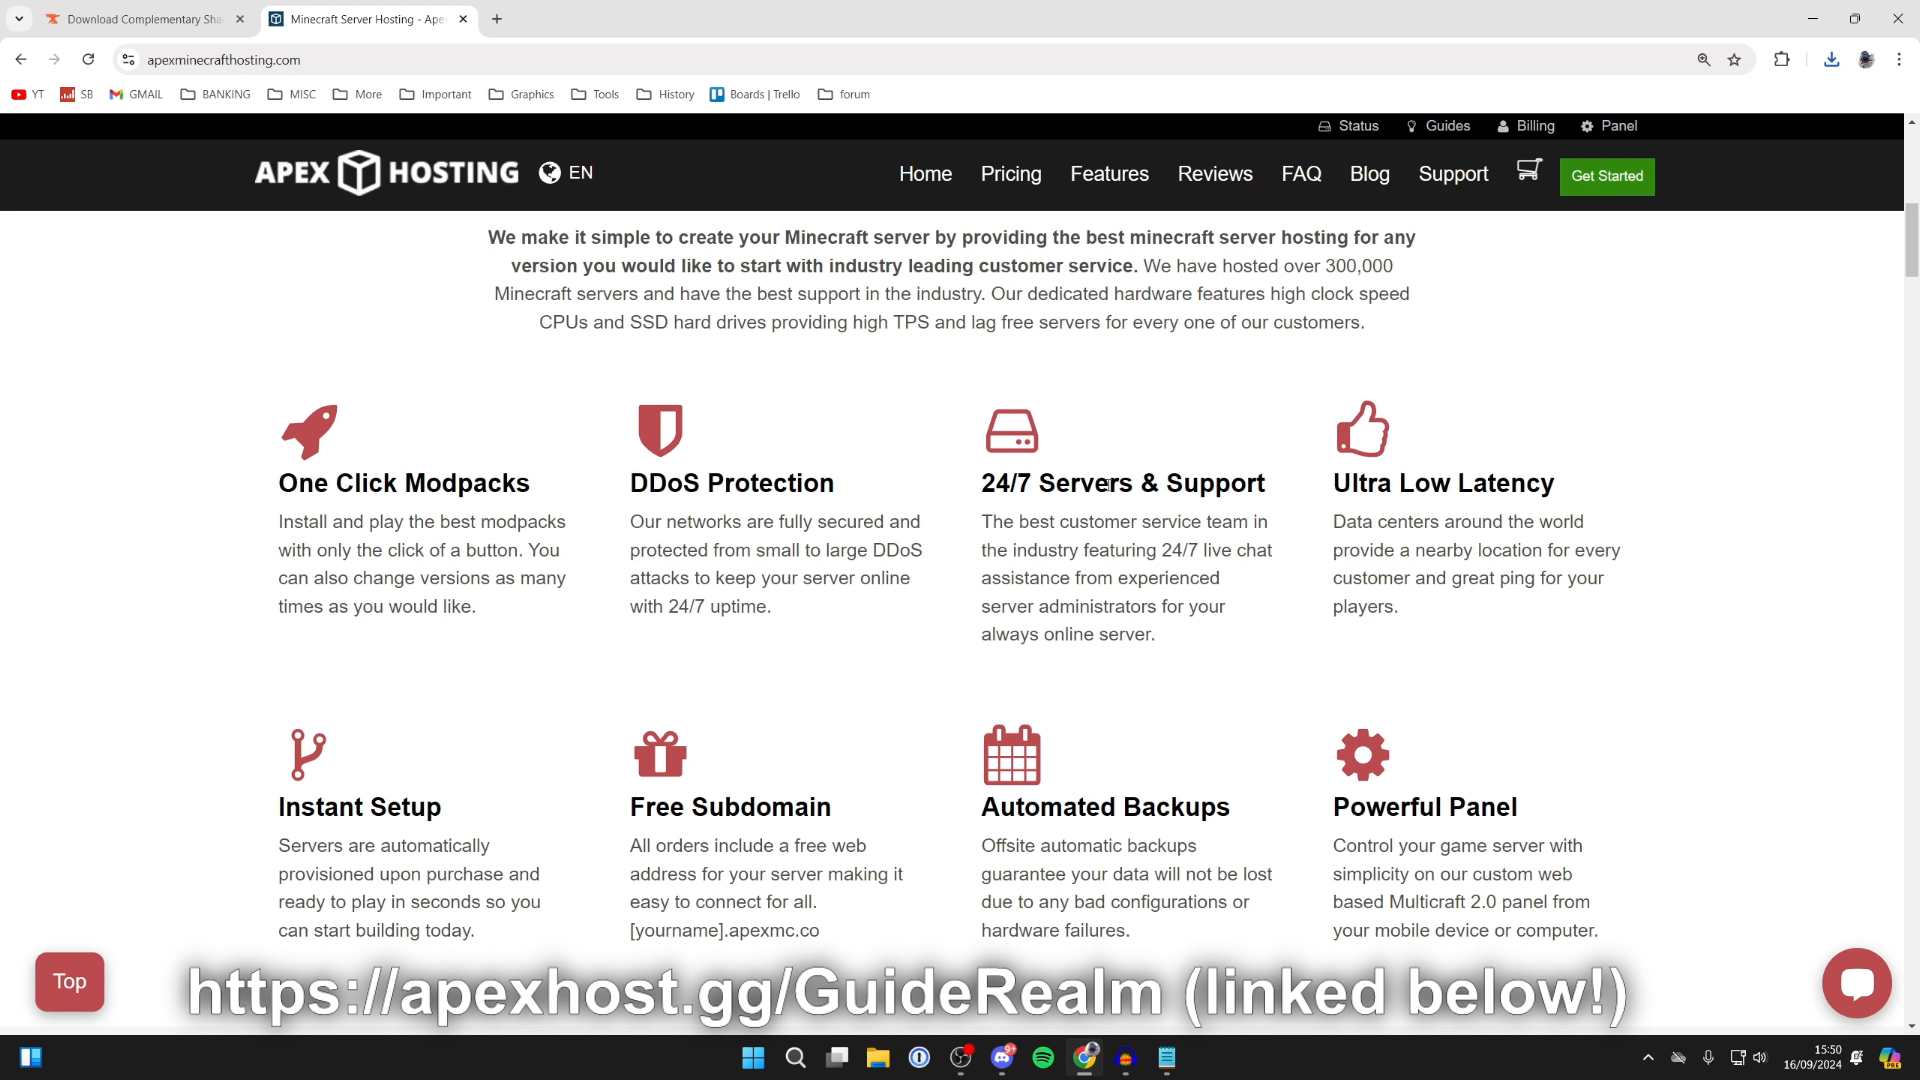 Download Complementary Sha
Minecraft Server Hosting - Ape
apexminecrafthosting.com
YT SB GMAIL BANKING MISC More Important Graphics Tools History Boards | Trello forum
Status Guides Billing Panel
APEX HOSTING EN Home Pricing Features Reviews FAQ Blog Support Get Started
We make it simple to create your Minecraft server by providing the best minecraft server hosting for any
version you would like to start with industry leading customer service. We have hosted over 300,000
Minecraft servers and have the best support in the industry. Our dedicated hardware features high clock speed
CPUs and SSD hard drives providing high TPS and lag free servers for every one of our customers.
One Click Modpacks
Install and play the best modpacks
with only the click of a button. You
can also change versions as many
times as you would like.
DDoS Protection
Our networks are fully secured and
protected from small to large DDoS
attacks to keep your server online
with 24/7 uptime.
24/7 Servers & Support
The best customer service team in
the industry featuring 24/7 live chat
assistance from experienced
server administrators for your
always online server.
Ultra Low Latency
Data centers around the world
provide a nearby location for every
customer and great ping for your
players.
Instant Setup
Servers are automatically
provisioned upon purchase and
ready to play in seconds so you
can start building today.
Free Subdomain
All orders include a free web
address for your server making it
easy to connect for all.
[yourname].apexmc.co
Automated Backups
Offsite automatic backups
guarantee your data will not be lost
due to any bad configurations or
hardware failures.
Powerful Panel
Control your game server with
simplicity on our custom web
based Multicraft 2.0 panel from
your mobile device or computer.
Top
https://apexhost.gg/GuideRealm (linked below!)
9+
15:50
16/09/2024
PRE